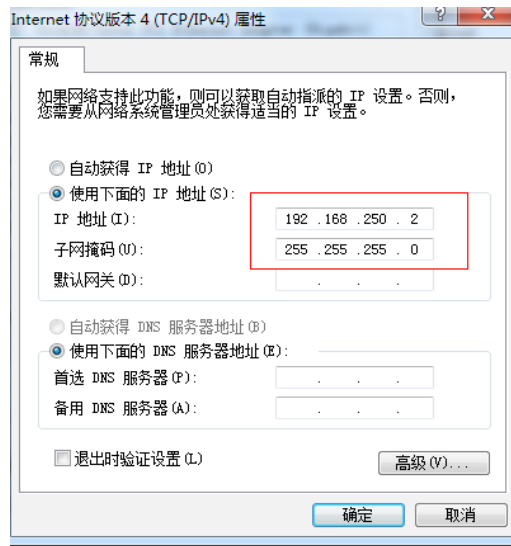 Internet 协议版本 4 (TCP/IPv4) 属性
常规
如果网络支持此功能，则可以获取自动指派的 IP 设置。否则，
您需要从网络系统管理员处获得适当的 IP 设置。
自动获得 IP 地址(O)
使用下面的 IP 地址(S):
IP 地址(I): 192 .168 .250 . 2
子网掩码(U): 255 .255 .255 . 0
默认网关(D): . . .
自动获得 DNS 服务器地址(B)
使用下面的 DNS 服务器地址(E):
首选 DNS 服务器(P): . . .
备用 DNS 服务器(A): . . .
退出时验证设置(L)
高级(V)...
确定 取消